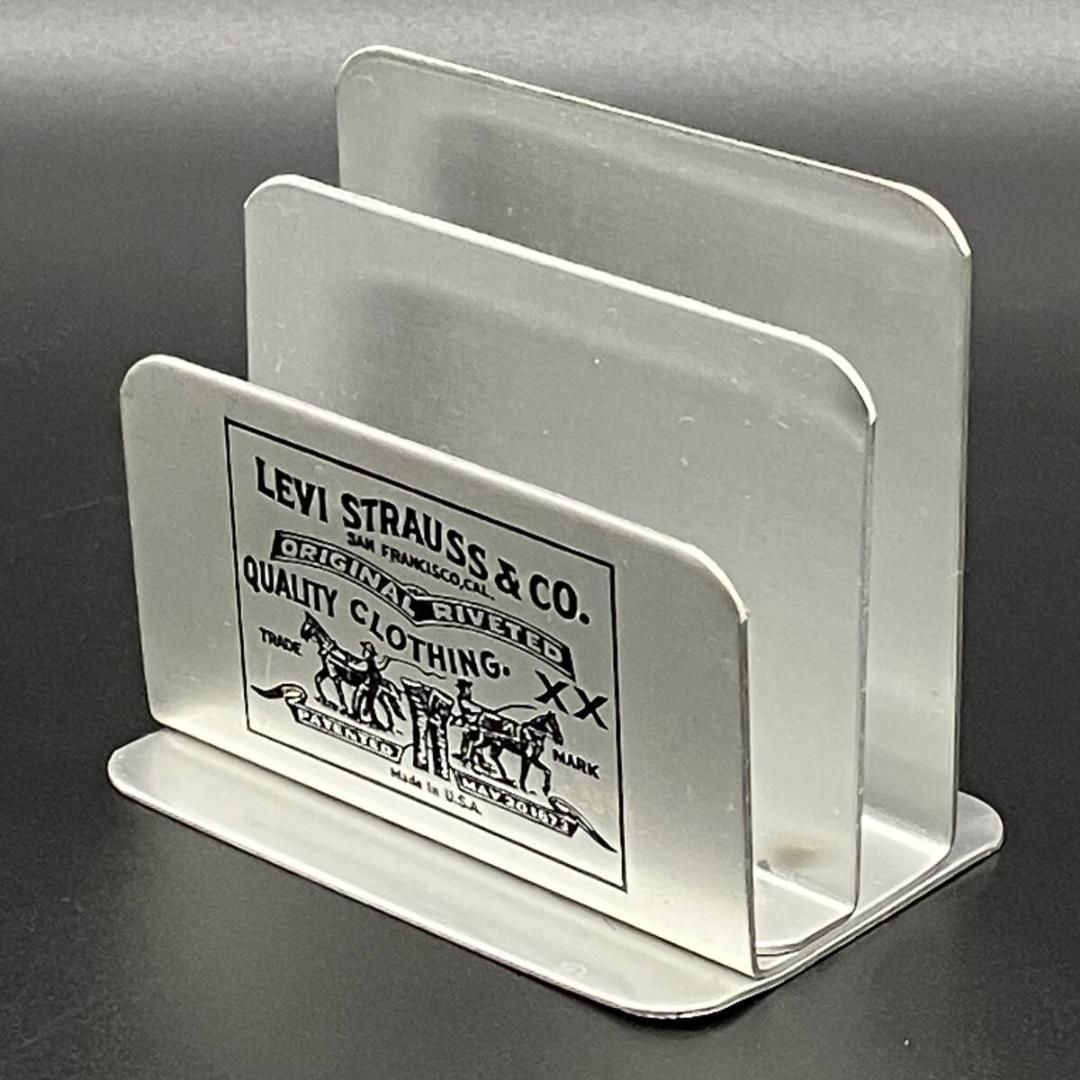 LEVI STRAUSS & CO.
SAN FRANCISCO, CAL.
ORIGINAL RIVETED
QUALITY CLOTHING.
TRADE XX
MARK
PATENTED
MAY 20 1873
Made in U.S.A.